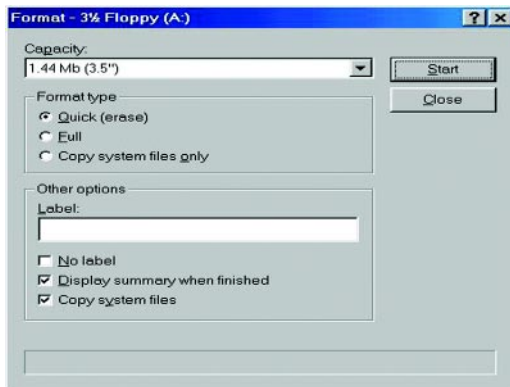 Format - 3½ Floppy (A:)
Capacity:
1.44 Mb (3.5")
Start
Close
Format type
Quick (erase)
Full
Copy system files only
Other options
Label:
No label
Display summary when finished
Copy system files